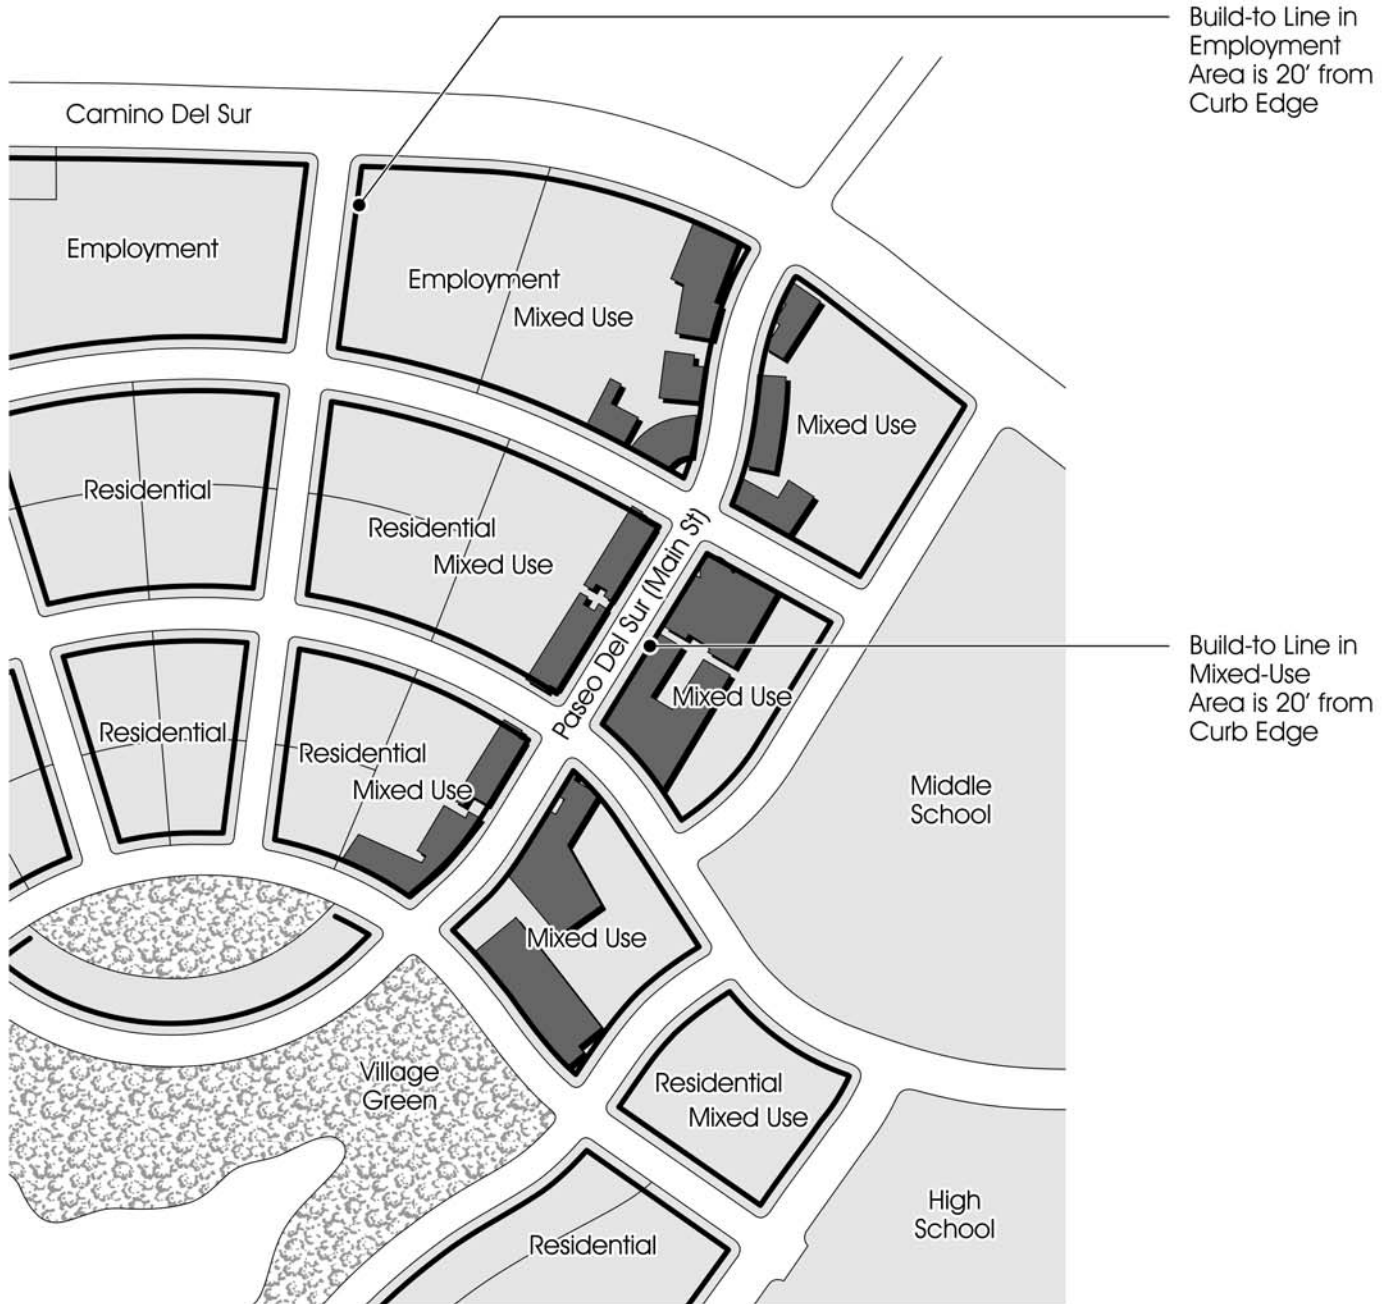 Build-to Line in
Employment
Area is 20' from
Curb Edge
Camino Del Sur
Employment
Employment
Mixed Use
Mixed Use
Residential
Residential
Mixed Use
Paseo Del Sur (Main St)
Build-to Line in
Mixed-Use
Area is 20' from
Curb Edge
Mixed Use
Residential
Residential
Mixed Use
Middle
School
Mixed Use
Village
Green
Residential
Mixed Use
High
School
Residential